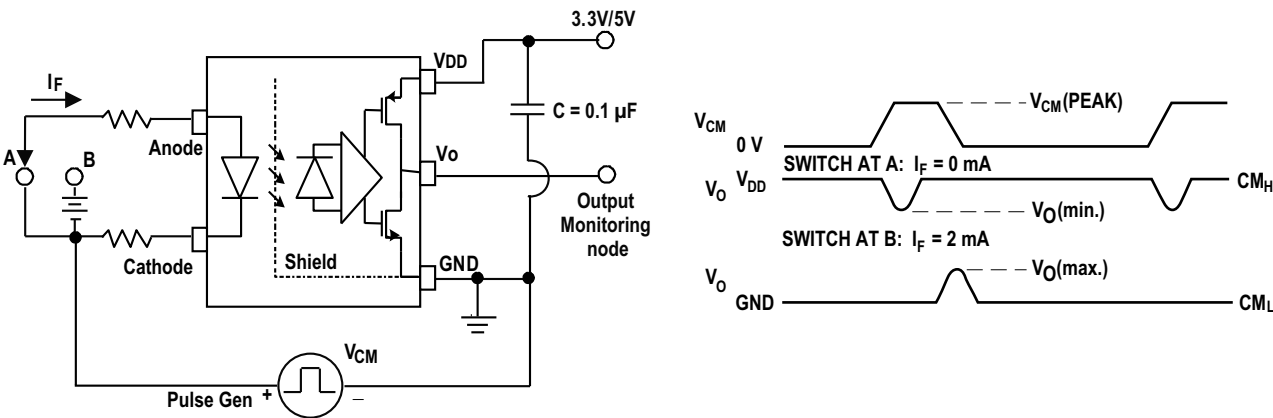 3.3V/5V
VDD
IF
C = 0.1 µF
A
B
Anode
Vo
Output
Monitoring
node
Shield
GND
Cathode
VCM
Pulse Gen
+
–
VCM(PEAK)
VCM
0 V
SWITCH AT A: IF = 0 mA
VO VDD
CMH
VO(min.)
SWITCH AT B: IF = 2 mA
VO(max.)
VO
GND
CML